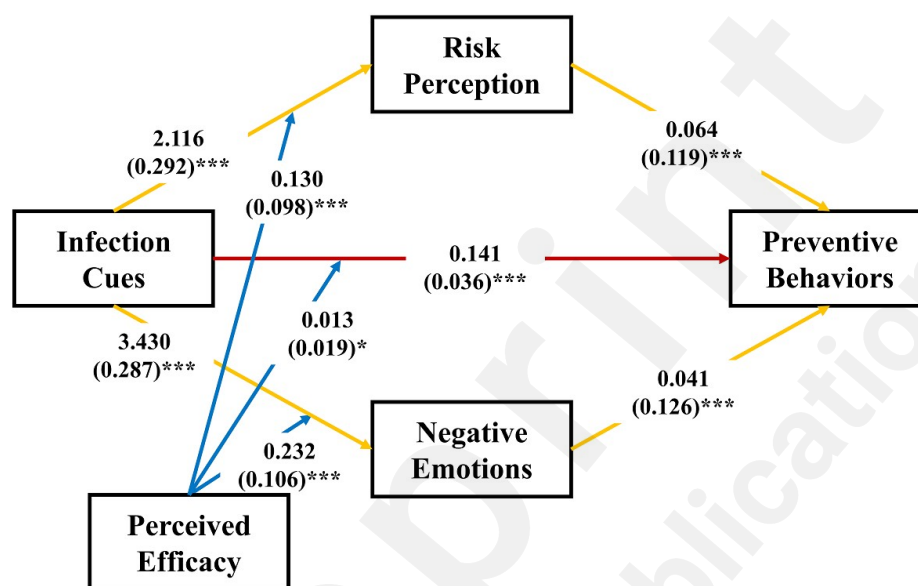 Risk
Perception
2.116
(0.292)***
0.064
(0.119)***
0.130
(0.098)***
Infection
Cues
0.141
(0.036)***
Preventive
Behaviors
0.013
(0.019)*
3.430
(0.287)***
0.041
(0.126)***
0.232
(0.106)***
Negative
Emotions
Perceived
Efficacy
print
blication